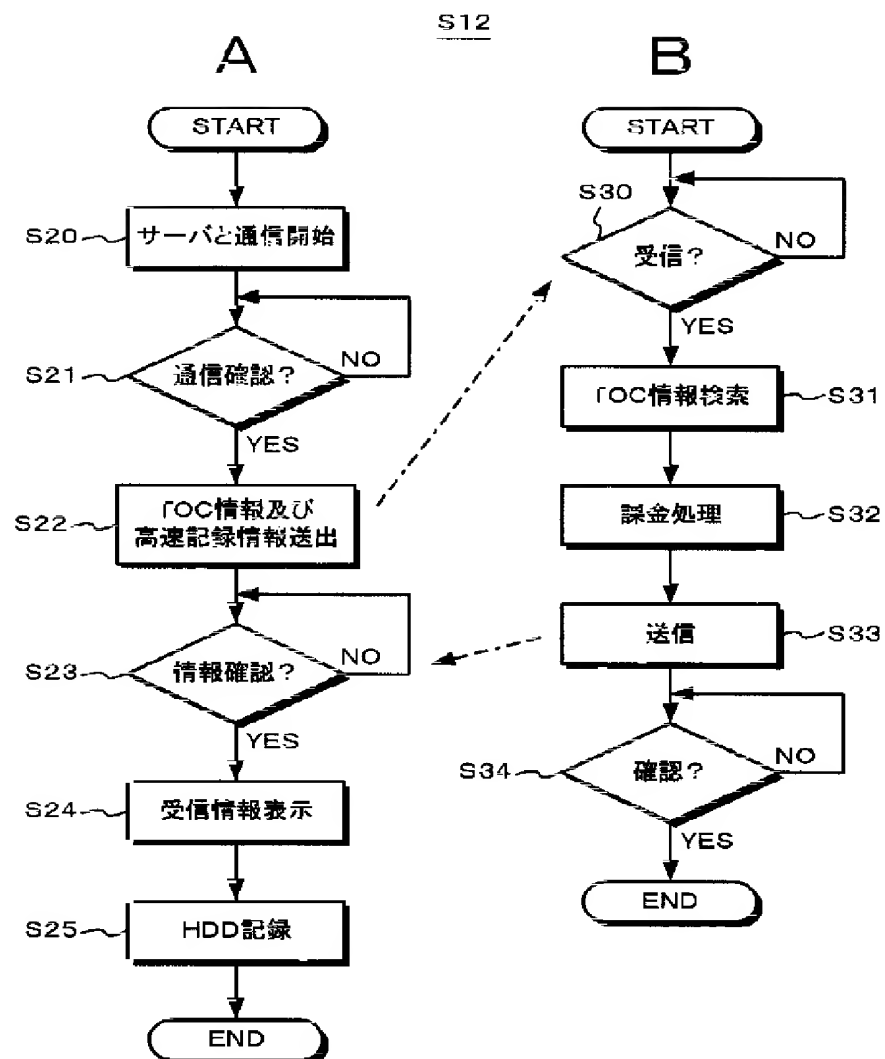 S12
A
START
S20
サーバと通信開始
S21
通信確認?
NO
YES
S22
TOC情報及び
高速記録情報送出
S23
情報確認?
NO
YES
S24
受信情報表示
S25
HDD記録
END
B
START
S30
受信?
NO
YES
TOC情報検索
S31
課金処理
S32
送信
S33
S34
確認?
NO
YES
END